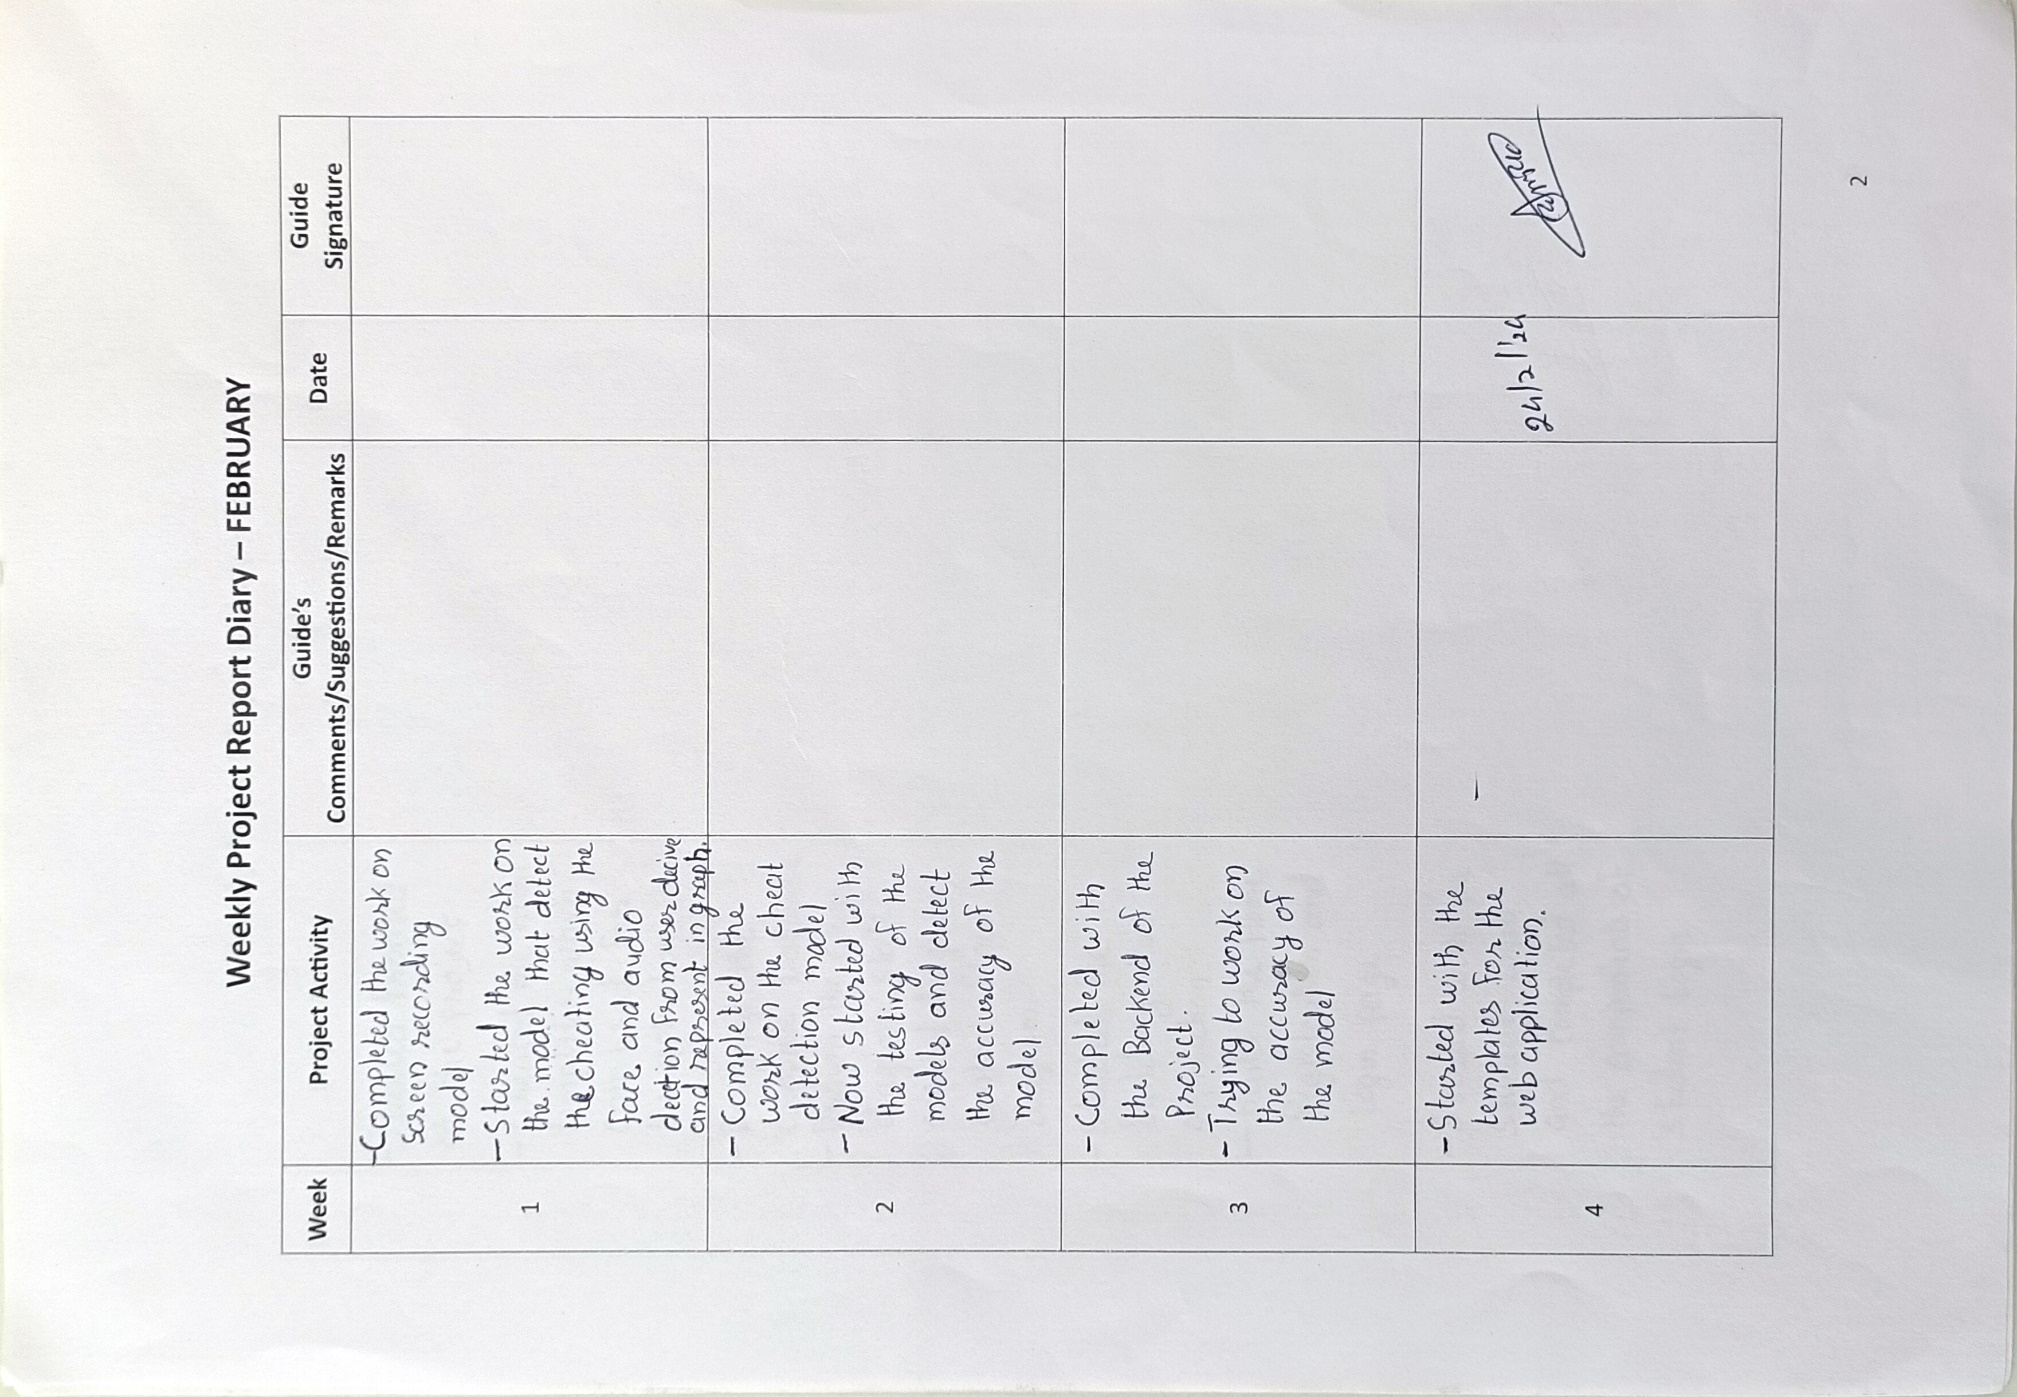 Weekly Project Report Diary – FEBRUARY
Week
Project Activity
Guide's
Comments/Suggestions/Remarks
Date
Guide
Signature
1
-Completed the work on
screen recording
model
-Started the work on
the model that detect
the cheating using the
face and audio
dection from user decive
and represent in graph.
2
- Completed the
work on the cheat
detection model
- Now started with
the testing of the
models and detect
the accuracy of the
model
3
- Completed with
the Backend of the
Project.
- Trying to work on
the accuracy of
the model
4
- Started with the
templates for the
web application.
-
24/2/'24
2